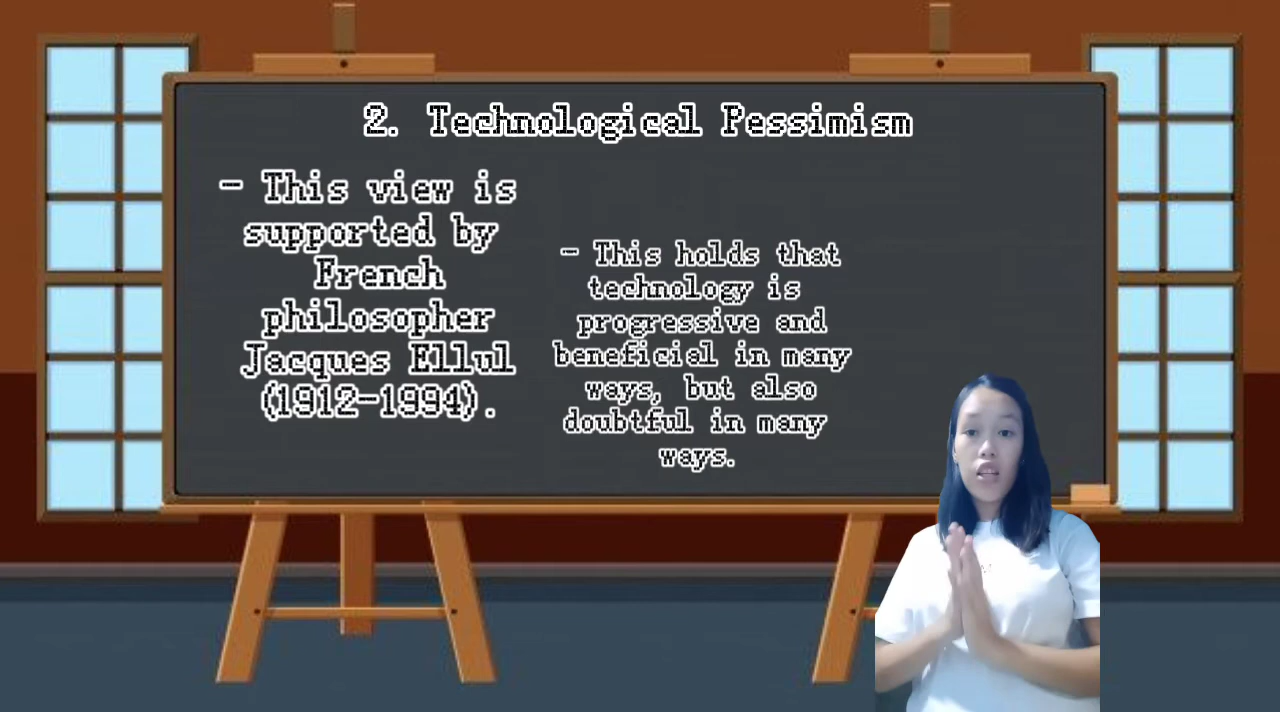 2. Technological Pessimism
- This view is
supported by
French
philosopher
Jacques Ellul
(1912-1994).
- This holds that
technology is
progressive and
beneficial in many
ways, but also
doubtful in many
ways.